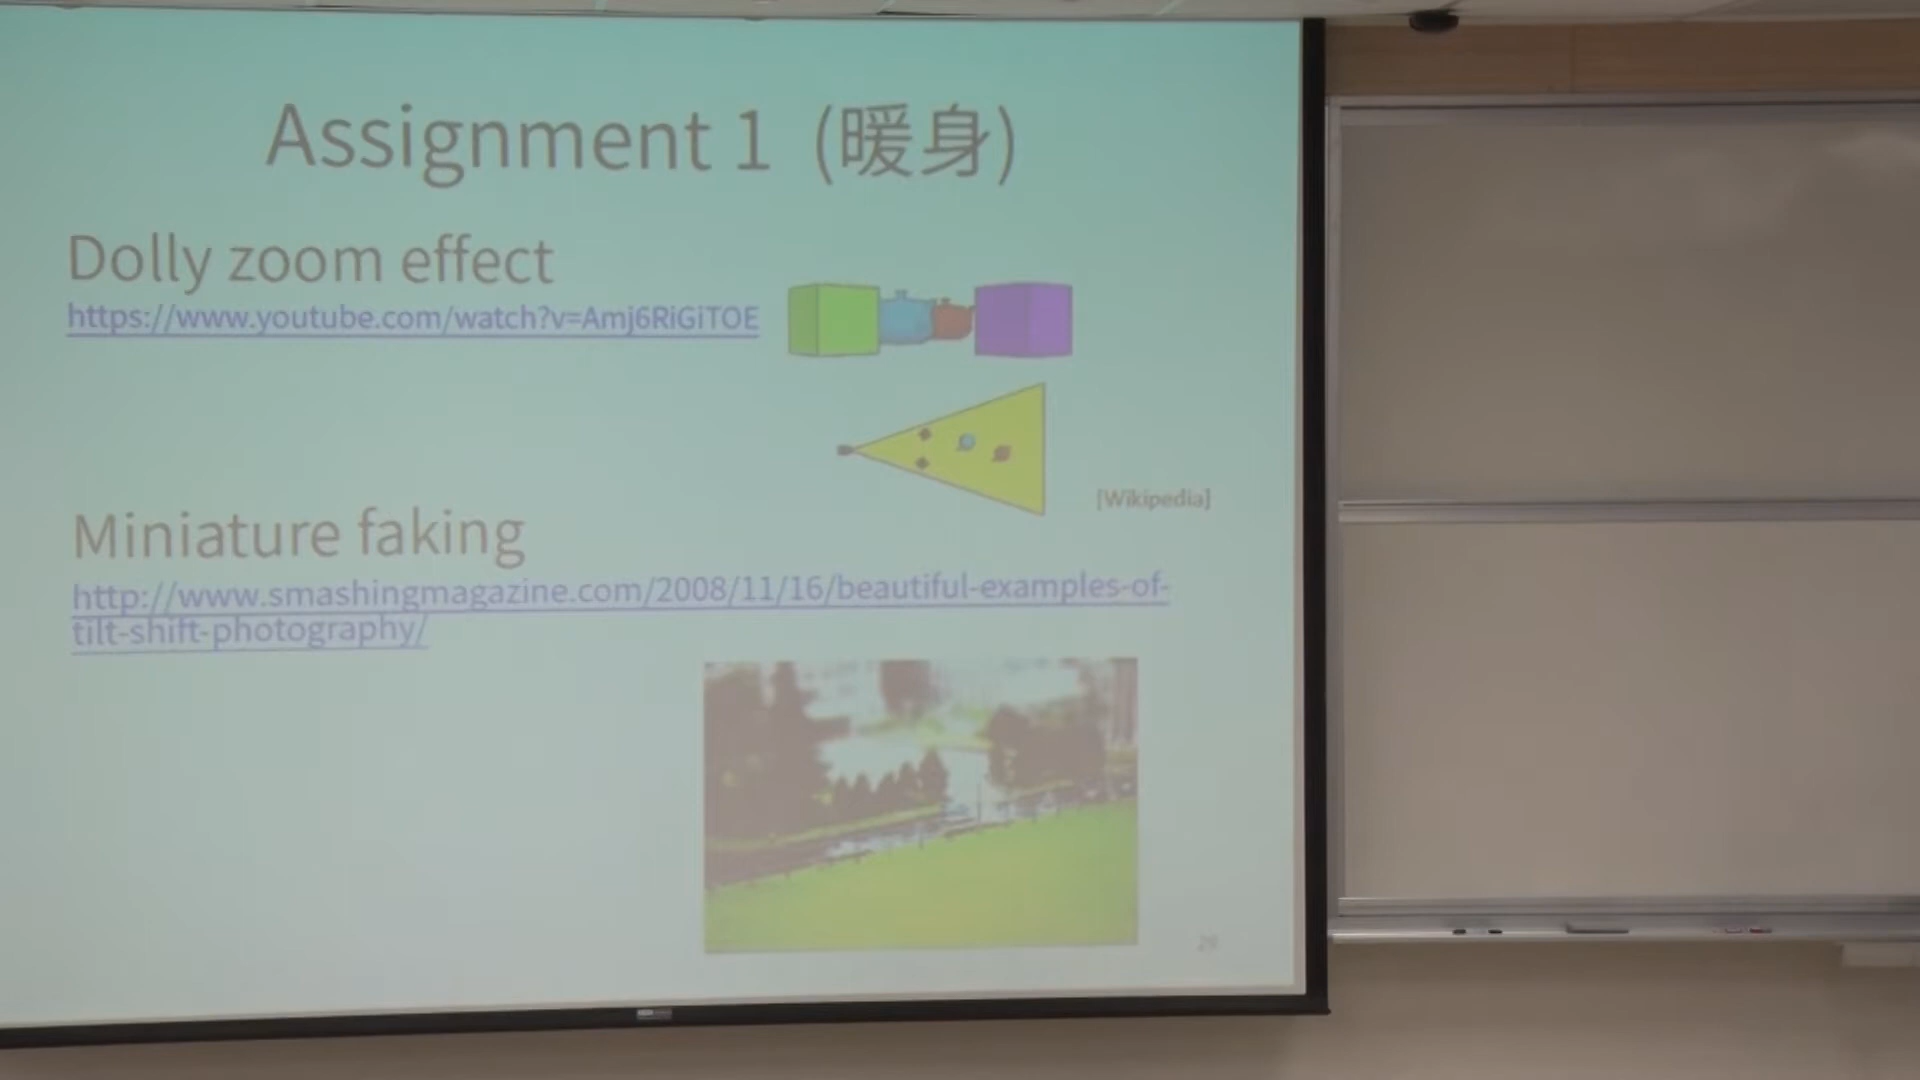 Assignment 1 (暖身)
Dolly zoom effect
https://www.youtube.com/watch?v=Amj6RiGiTOE
[Wikipedia]
Miniature faking
http://www.smashingmagazine.com/2008/11/16/beautiful-examples-of-
tilt-shift-photography/
29